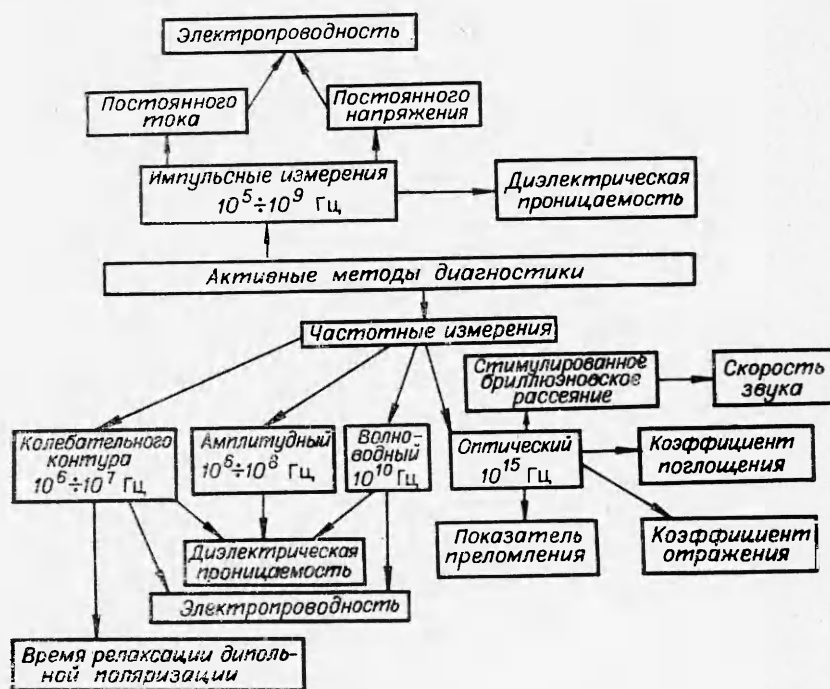 Электропроводность
Постоянного
тока
Постоянного
напряжения
Импульсные измерения
10⁵÷10⁹ Гц
Диэлектрическая
проницаемость
Активные методы диагностики
Частотные измерения
Стимулированное
бриллюэновское
рассеяние
Скорость
звука
Колебательного
контура
10⁶÷10⁷ Гц
Амплитудный
10⁶÷10⁸ Гц
Волно-
водный
10¹⁰ Гц
Оптический
10¹⁵ Гц
Коэффициент
поглощения
Показатель
преломления
Коэффициент
отражения
Диэлектрическая
проницаемость
Электропроводность
Время релаксации диполь-
ной поляризации